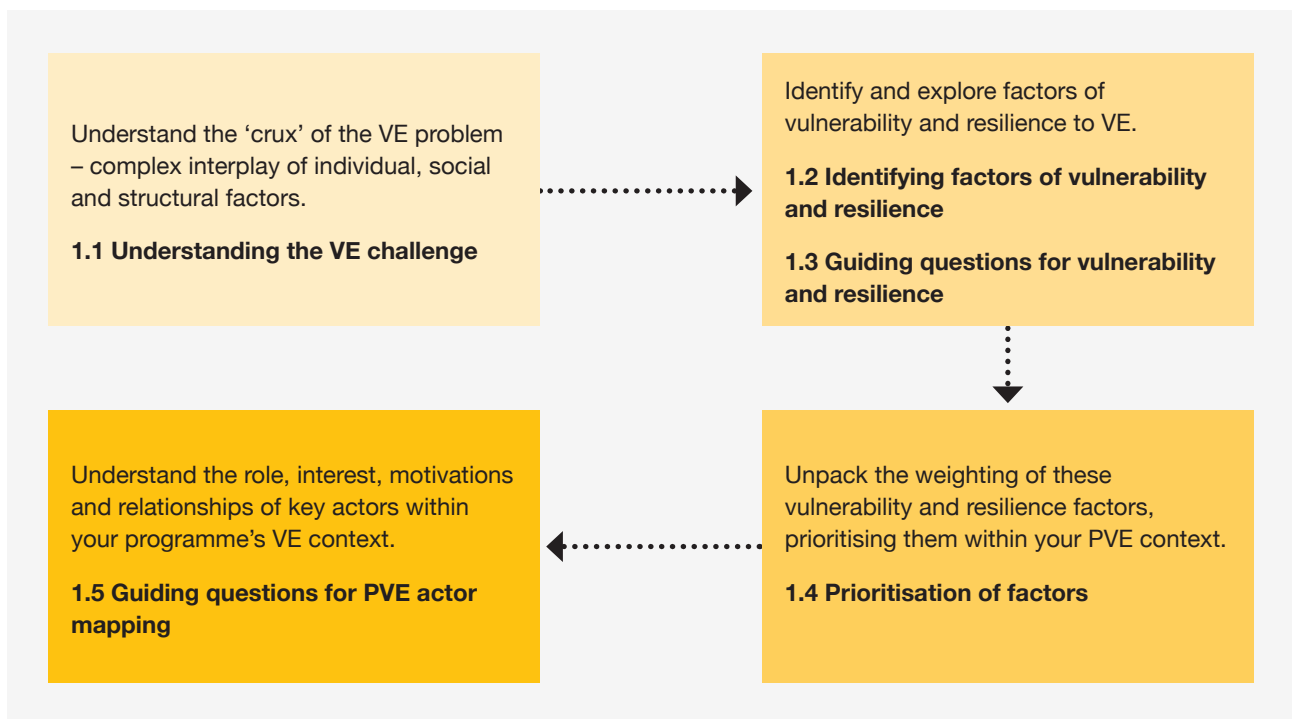 Understand the ‘crux’ of the VE problem
– complex interplay of individual, social
and structural factors.
1.1 Understanding the VE challenge
Identify and explore factors of
vulnerability and resilience to VE.
1.2 Identifying factors of vulnerability
and resilience
1.3 Guiding questions for vulnerability
and resilience
Unpack the weighting of these
vulnerability and resilience factors,
prioritising them within your PVE context.
1.4 Prioritisation of factors
Understand the role, interest, motivations
and relationships of key actors within
your programme’s VE context.
1.5 Guiding questions for PVE actor
mapping